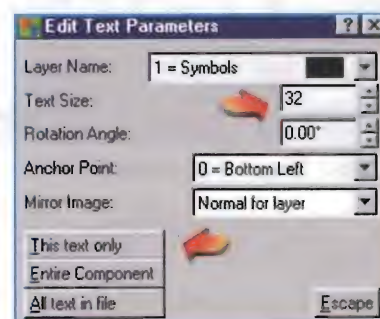 Edit Text Parameters
Layer Name: 1 = Symbols
Text Size: 32
Rotation Angle: 0.00°
Anchor Point: 0 = Bottom Left
Mirror Image: Normal for layer
This text only
Entire Component
All text in file
Escape